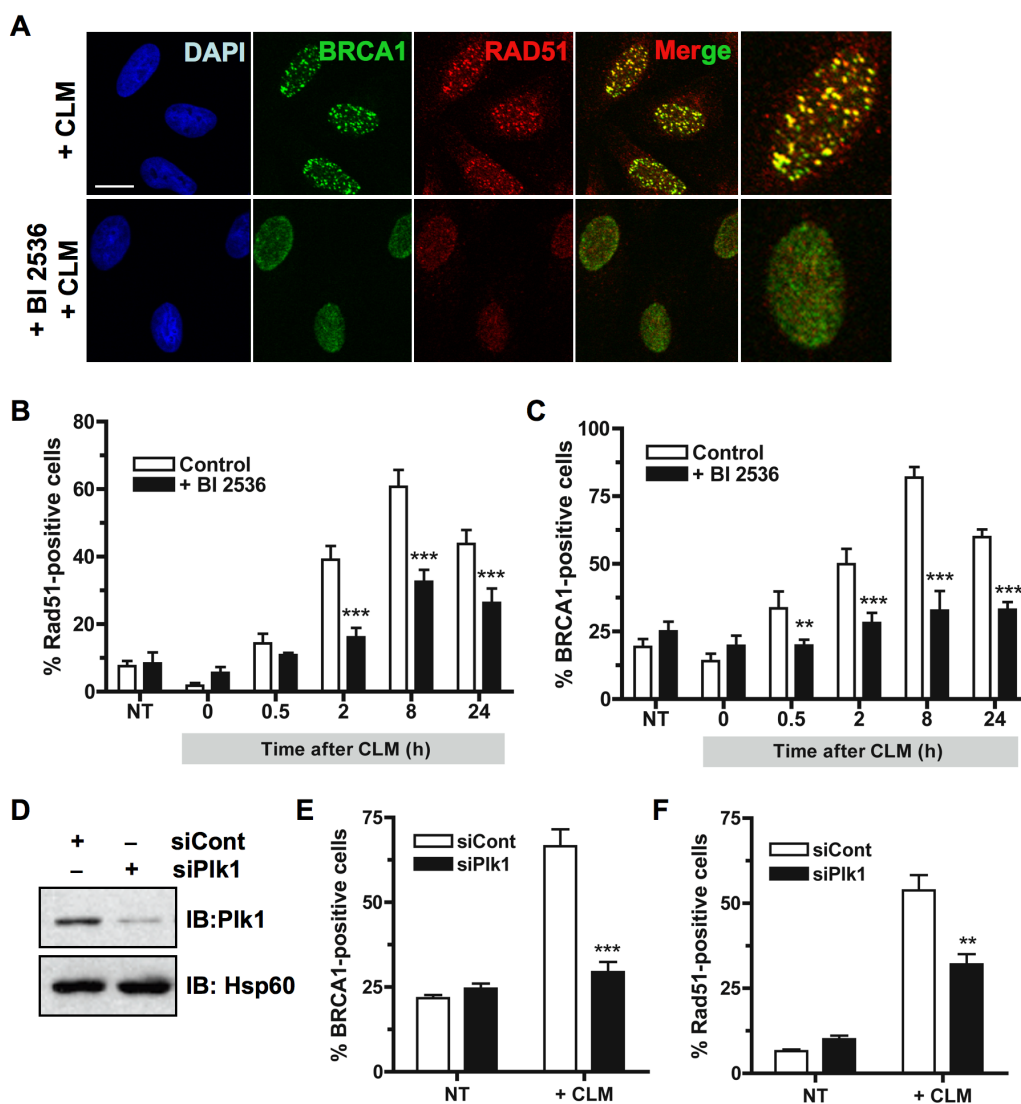 A
DAPI BRCA1 RAD51 Merge
+ CLM
+ BI 2536
+ CLM
B
% Rad51-positive cells
80
60
40
20
0
Control
+ BI 2536
***
***
***
NT 0 0.5 2 8 24
Time after CLM (h)
C
% BRCA1-positive cells
100
75
50
25
0
Control
+ BI 2536
**
***
***
***
NT 0 0.5 2 8 24
Time after CLM (h)
D
+ – siCont
– + siPlk1
IB:Plk1
IB: Hsp60
E
% BRCA1-positive cells
75
50
25
0
siCont
siPlk1
***
NT + CLM
F
% Rad51-positive cells
75
50
25
0
siCont
siPlk1
**
NT + CLM